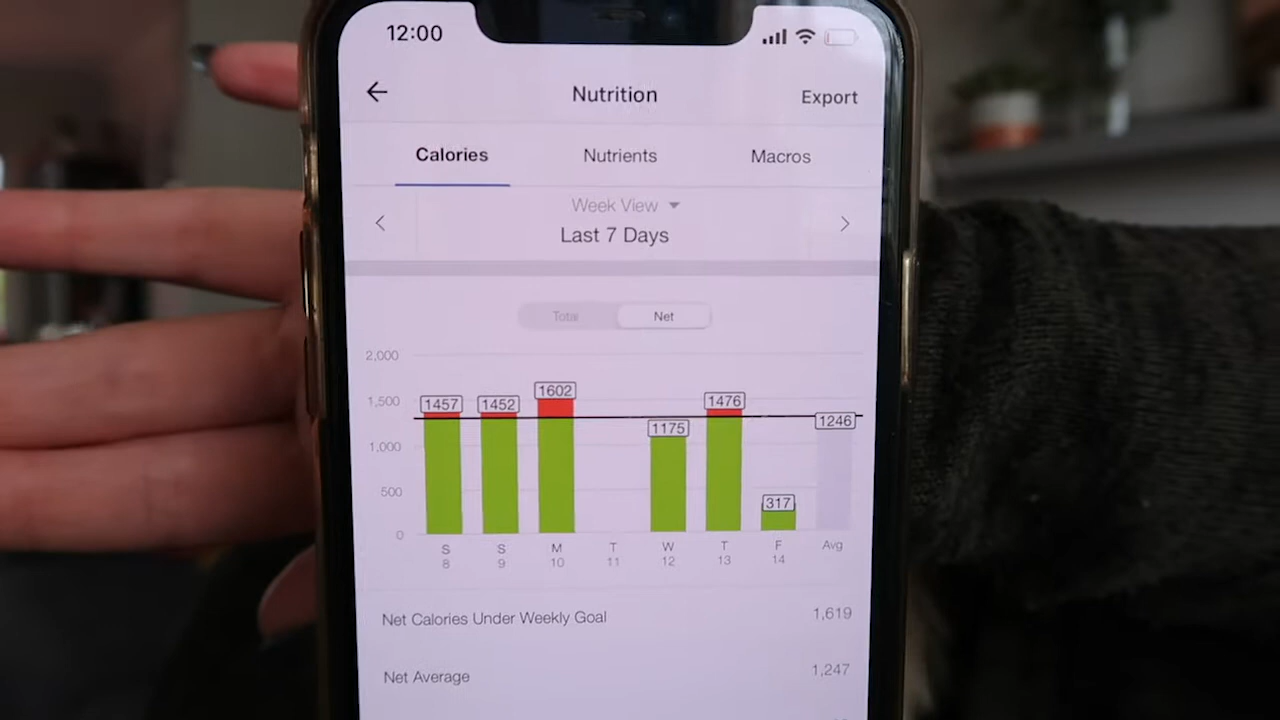 12:00
Nutrition
Export
Calories Nutrients Macros
Week View
Last 7 Days
Total Net
2,000
1,500
1,000
500
0
1457 1452 1602 1175 1476 317 1246
S S M T W T F Avg
8 9 10 11 12 13 14
Net Calories Under Weekly Goal 1,619
Net Average 1,247